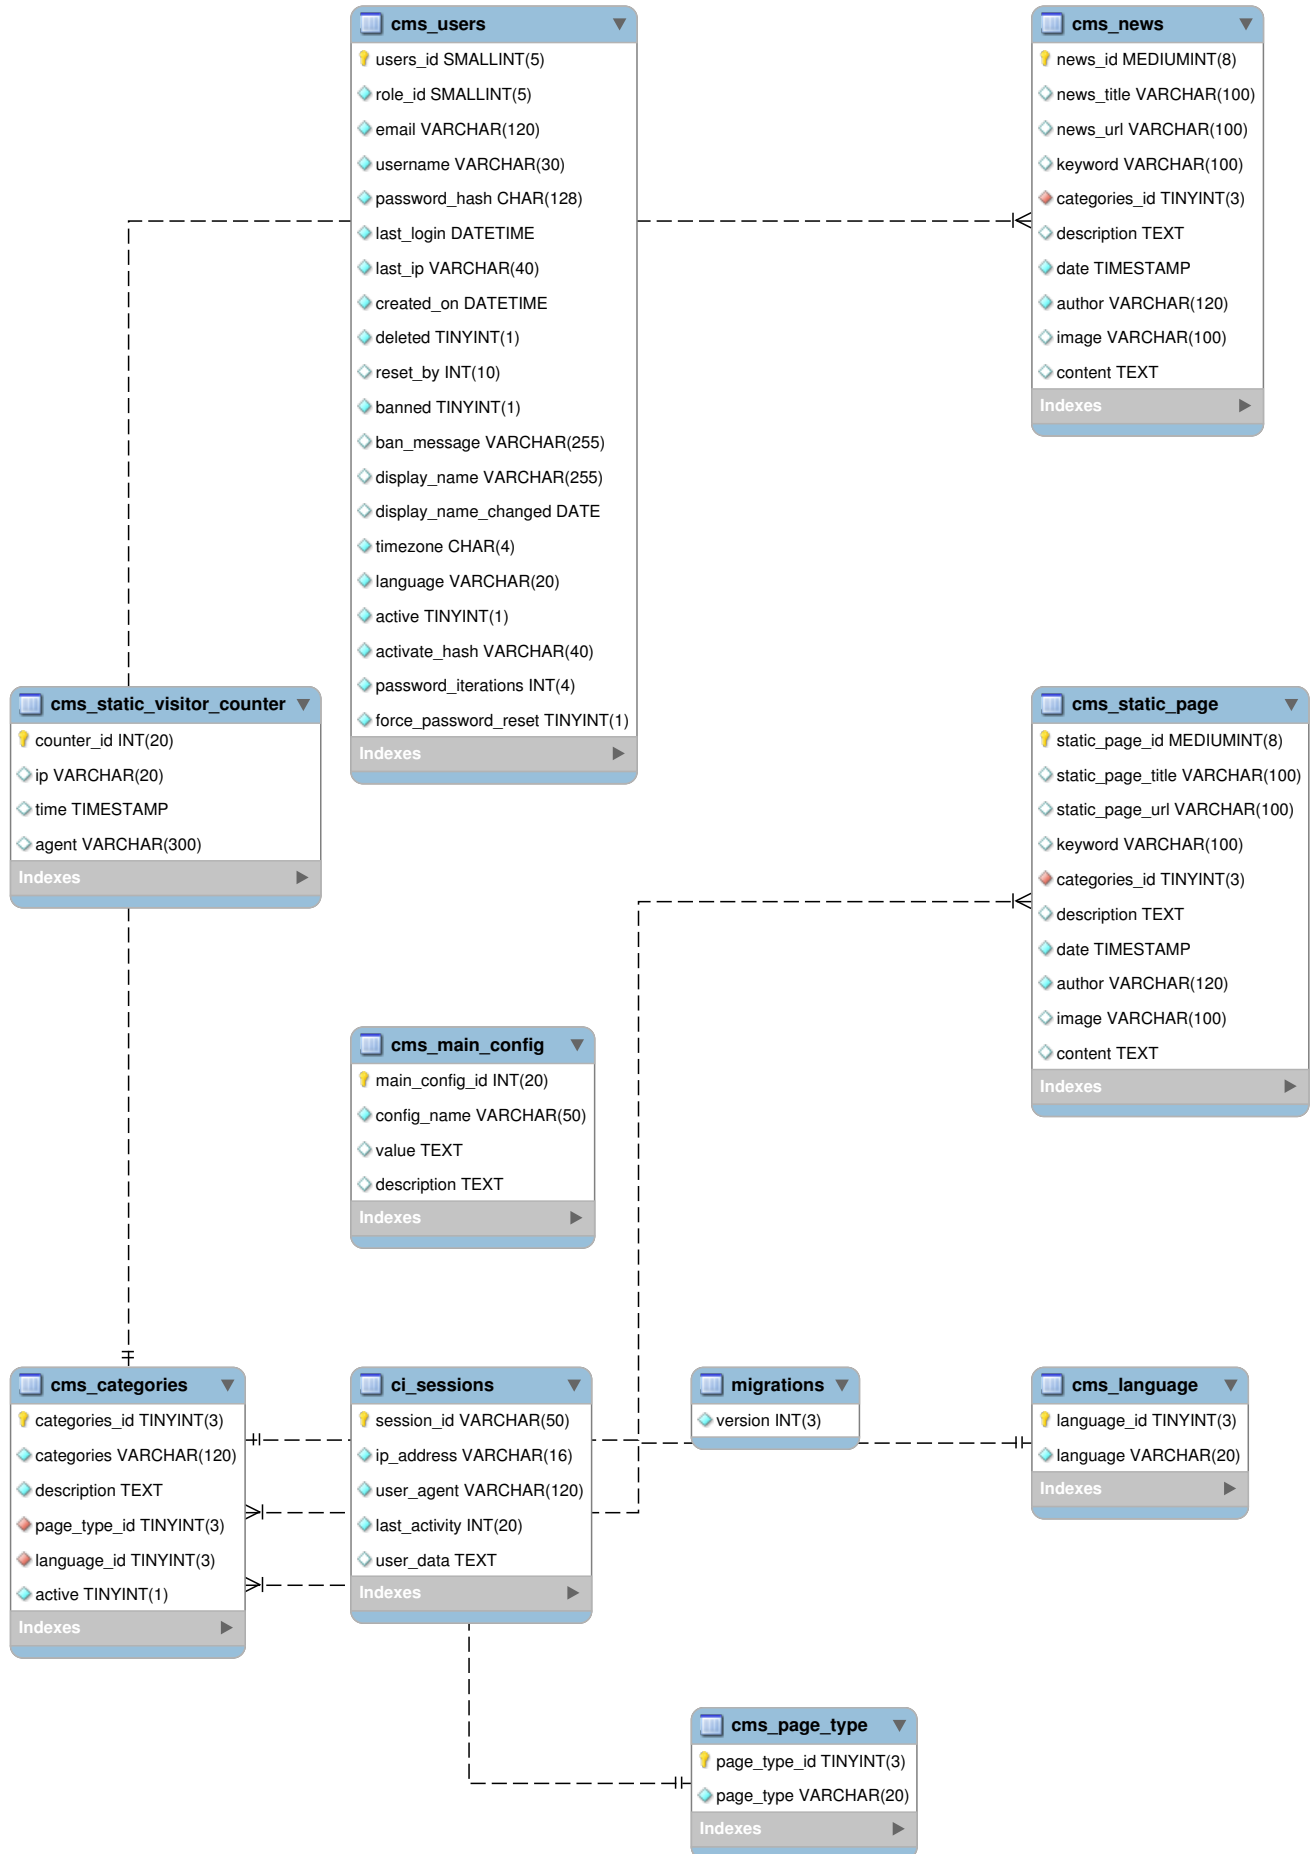 cms_users
users_id SMALLINT(5)
role_id SMALLINT(5)
email VARCHAR(120)
username VARCHAR(30)
password_hash CHAR(128)
last_login DATETIME
last_ip VARCHAR(40)
created_on DATETIME
deleted TINYINT(1)
reset_by INT(10)
banned TINYINT(1)
ban_message VARCHAR(255)
display_name VARCHAR(255)
display_name_changed DATE
timezone CHAR(4)
language VARCHAR(20)
active TINYINT(1)
activate_hash VARCHAR(40)
password_iterations INT(4)
force_password_reset TINYINT(1)
Indexes
cms_news
news_id MEDIUMINT(8)
news_title VARCHAR(100)
news_url VARCHAR(100)
keyword VARCHAR(100)
categories_id TINYINT(3)
description TEXT
date TIMESTAMP
author VARCHAR(120)
image VARCHAR(100)
content TEXT
Indexes
cms_static_visitor_counter
counter_id INT(20)
ip VARCHAR(20)
time TIMESTAMP
agent VARCHAR(300)
Indexes
cms_static_page
static_page_id MEDIUMINT(8)
static_page_title VARCHAR(100)
static_page_url VARCHAR(100)
keyword VARCHAR(100)
categories_id TINYINT(3)
description TEXT
date TIMESTAMP
author VARCHAR(120)
image VARCHAR(100)
content TEXT
Indexes
cms_main_config
main_config_id INT(20)
config_name VARCHAR(50)
value TEXT
description TEXT
Indexes
cms_categories
categories_id TINYINT(3)
categories VARCHAR(120)
description TEXT
page_type_id TINYINT(3)
language_id TINYINT(3)
active TINYINT(1)
Indexes
ci_sessions
session_id VARCHAR(50)
ip_address VARCHAR(16)
user_agent VARCHAR(120)
last_activity INT(20)
user_data TEXT
Indexes
migrations
version INT(3)
cms_language
language_id TINYINT(3)
language VARCHAR(20)
Indexes
cms_page_type
page_type_id TINYINT(3)
page_type VARCHAR(20)
Indexes